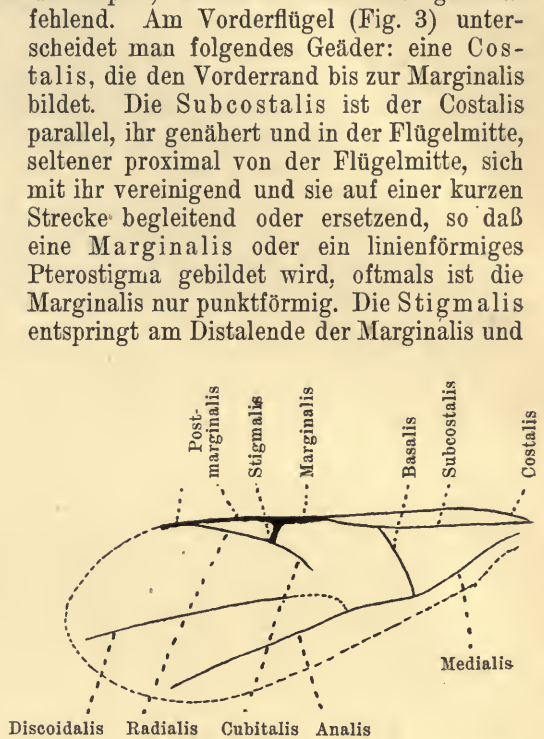 fehlend. Am Vorderflügel (Fig. 3) unter-
scheidet man folgendes Geäder: eine Cos-
talis, die den Vorderrand bis zur Marginalis
bildet. Die Subcostalis ist der Costalis
parallel, ihr genähert und in der Flügelmitte,
seltener proximal von der Flügelmitte, sich
mit ihr vereinigend und sie auf einer kurzen
Strecke begleitend oder ersetzend, so daß
eine Marginalis oder ein linienförmiges
Pterostigma gebildet wird, oftmals ist die
Marginalis nur punktförmig. Die Stigmalis
entspringt am Distalende der Marginalis und
Post-
marginalis
Stigmalis
Marginalis
Basalis
Subcostalis
Costalis
Medialis
Discoidalis Radialis Cubitalis Analis